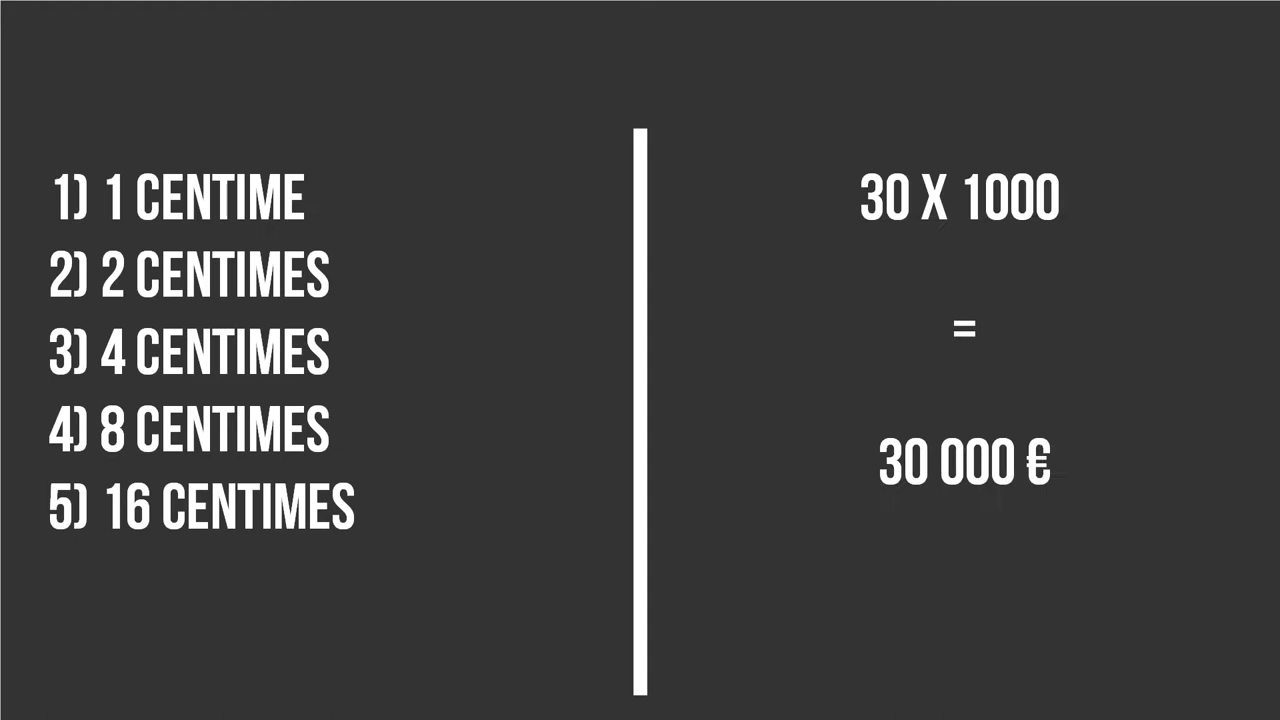 1) 1 CENTIME
2) 2 CENTIMES
3) 4 CENTIMES
4) 8 CENTIMES
5) 16 CENTIMES
30 X 1000
=
30 000 €